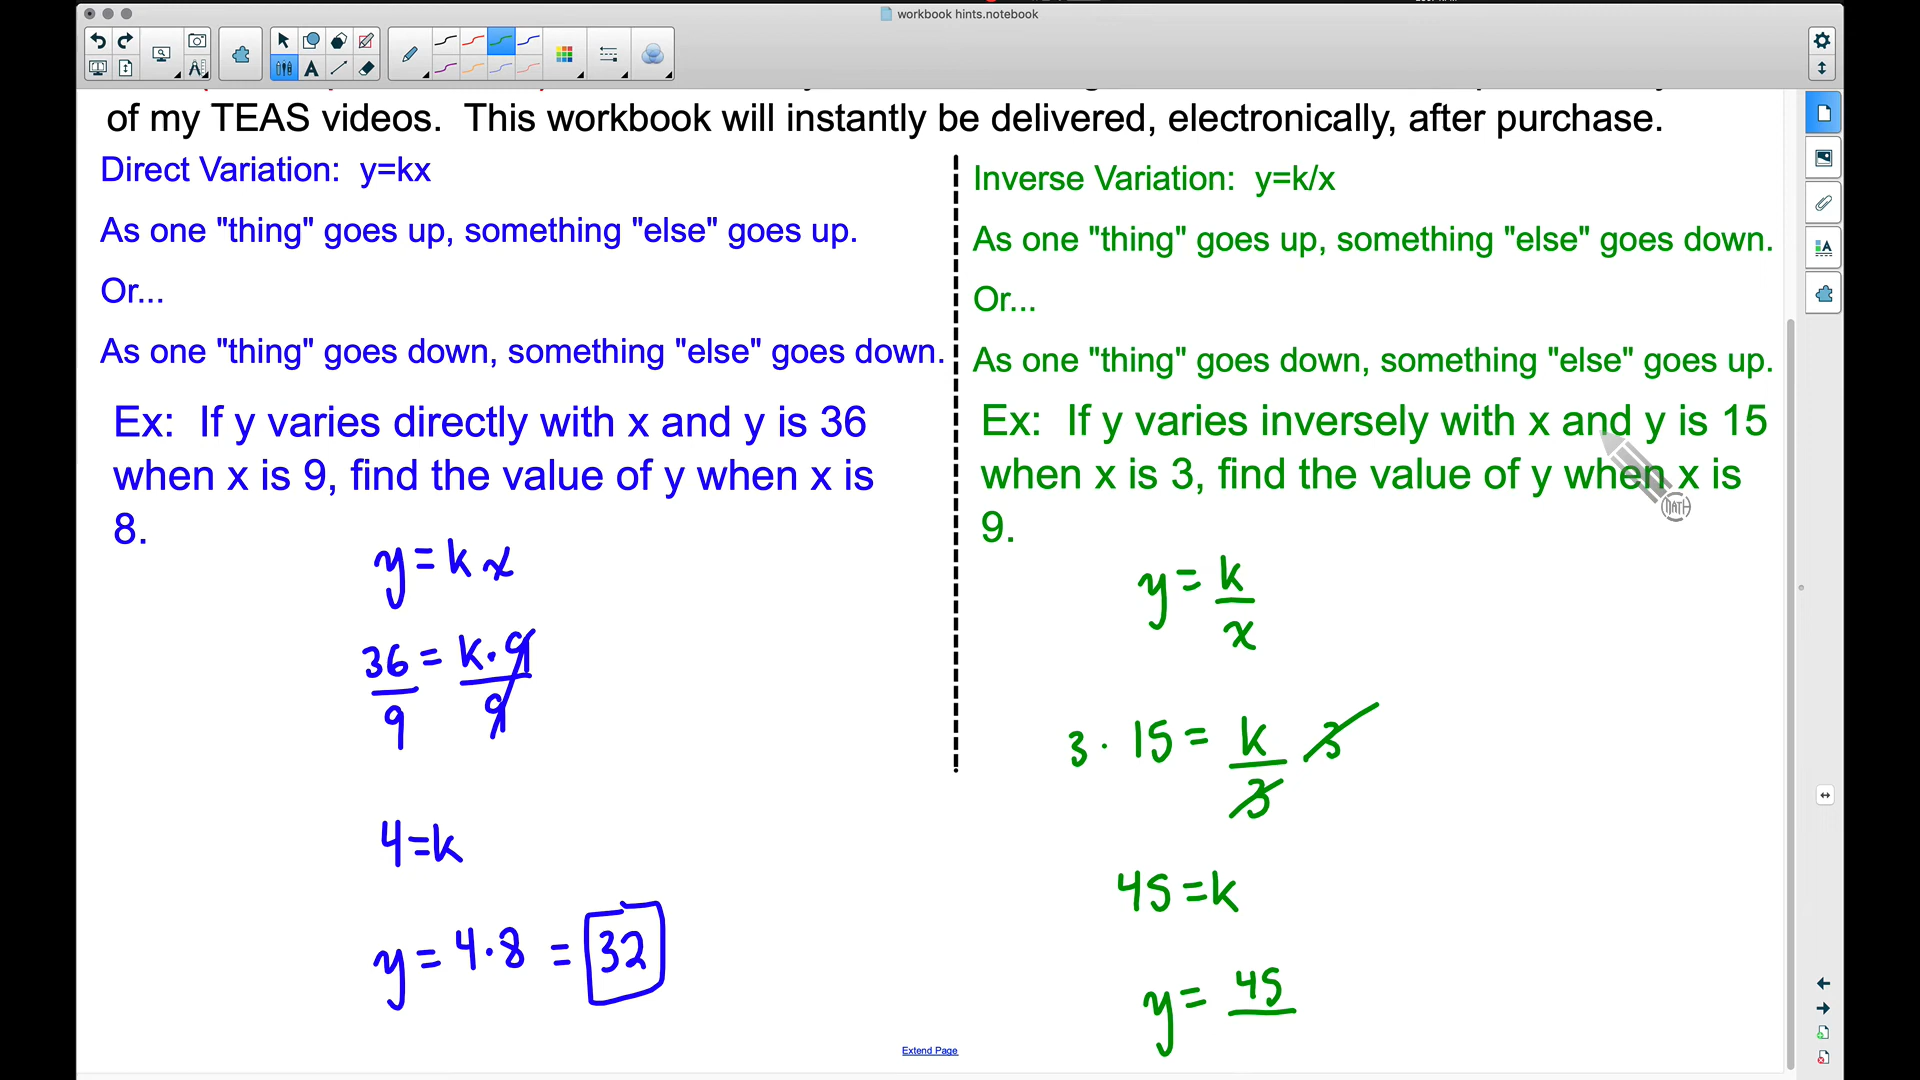 workbook hints.notebook
of my TEAS videos. This workbook will instantly be delivered, electronically, after purchase.
Direct Variation: y=kx
As one "thing" goes up, something "else" goes up.
Or...
As one "thing" goes down, something "else" goes down.
Ex: If y varies directly with x and y is 36
when x is 9, find the value of y when x is
8.
y = k x
36 = k · 9
9 9
4 = k
y = 4 · 8 = 32
Inverse Variation: y=k/x
As one "thing" goes up, something "else" goes down.
Or...
As one "thing" goes down, something "else" goes up.
Ex: If y varies inversely with x and y is 15
when x is 3, find the value of y when x is
9.
y = k
x
3 · 15 = k 3
3
45 = k
y = 45
Extend Page
MATH